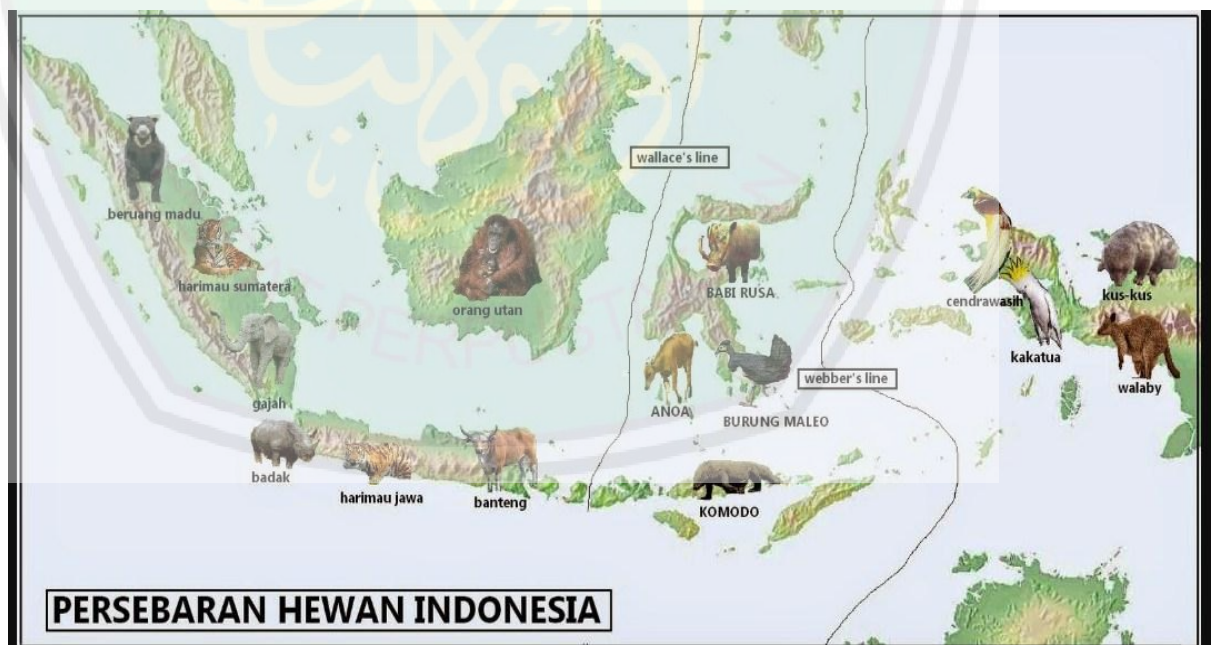 wallace's line
beruang madu
harimau sumatera
orang utan
BABI RUSA
cendrawasih
kus-kus
kakatua
walaby
gajah
webber's line
ANOA
BURUNG MALEO
badak
harimau jawa
banteng
KOMODO
PERSEBARAN HEWAN INDONESIA